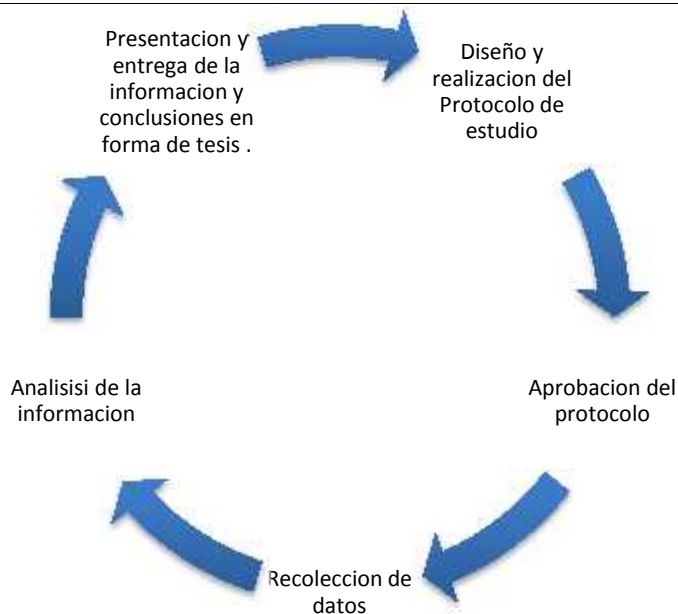 Presentacion y
entrega de la
informacion y
conclusiones en
forma de tesis .
Diseño y
realizacion del
Protocolo de
estudio
Aprobacion del
protocolo
Recoleccion de
datos
Analisisi de la
informacion